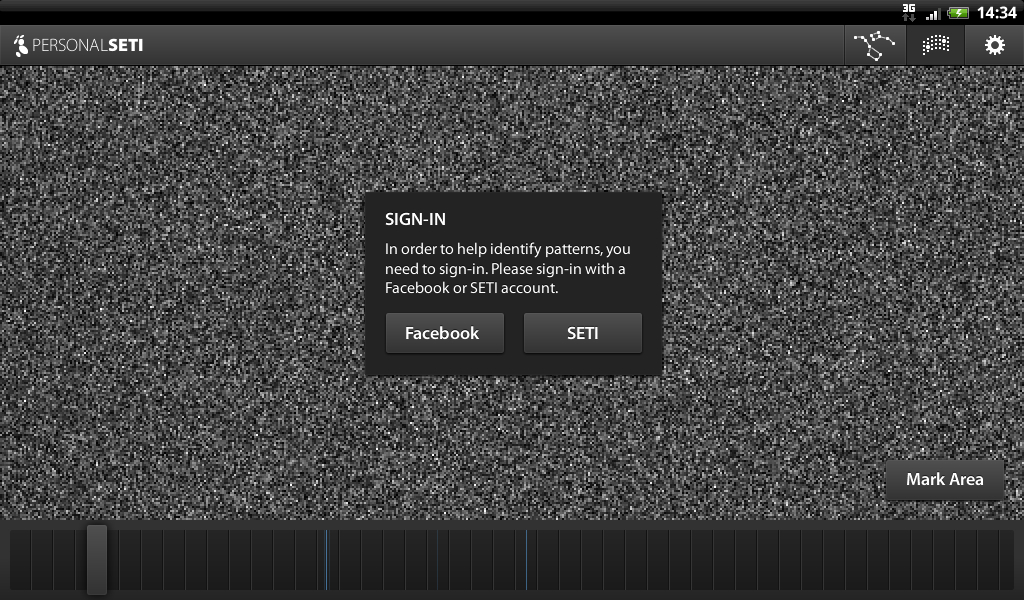 3G 14:34
PERSONALSETI
SIGN-IN
In order to help identify patterns, you
need to sign-in. Please sign-in with a
Facebook or SETI account.
Facebook SETI
Mark Area